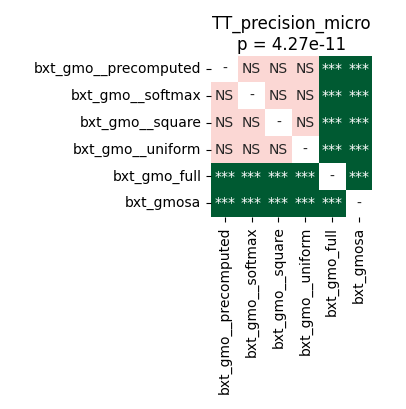 TT_precision_micro
p = 4.27e-11
bxt_gmo__precomputed - NS NS NS *** ***
bxt_gmo__softmax NS - NS NS *** ***
bxt_gmo__square NS NS - NS *** ***
bxt_gmo__uniform NS NS NS - *** ***
bxt_gmo_full *** *** *** *** - ***
bxt_gmosa *** *** *** *** *** -
bxt_gmo__precomputed
bxt_gmo__softmax
bxt_gmo__square
bxt_gmo__uniform
bxt_gmo_full
bxt_gmosa